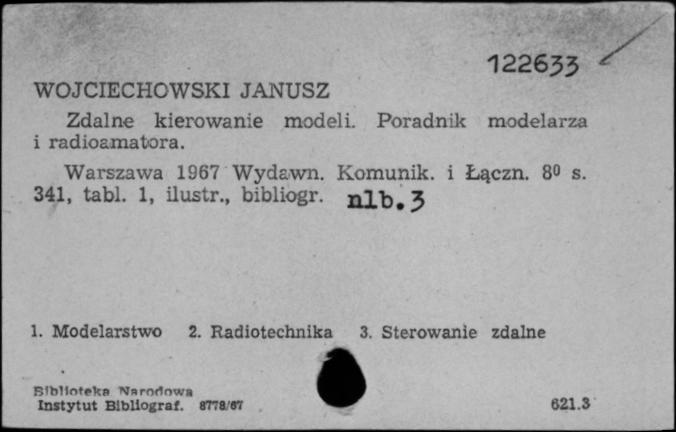 122633
WOJCIECHOWSKI JANUSZ
Zdalne kierowanie modeli. Poradnik modelarza
i radioamatora.
Warszawa 1967 Wydawn. Komunik. i Łączn. 8⁰ s.
341, tabl. 1, ilustr., bibliogr. nlb. 3
1. Modelarstwo 2. Radiotechnika 3. Sterowanie zdalne
Biblioteka Narodowa
Instytut Bibliograf. 8778/67 621.3